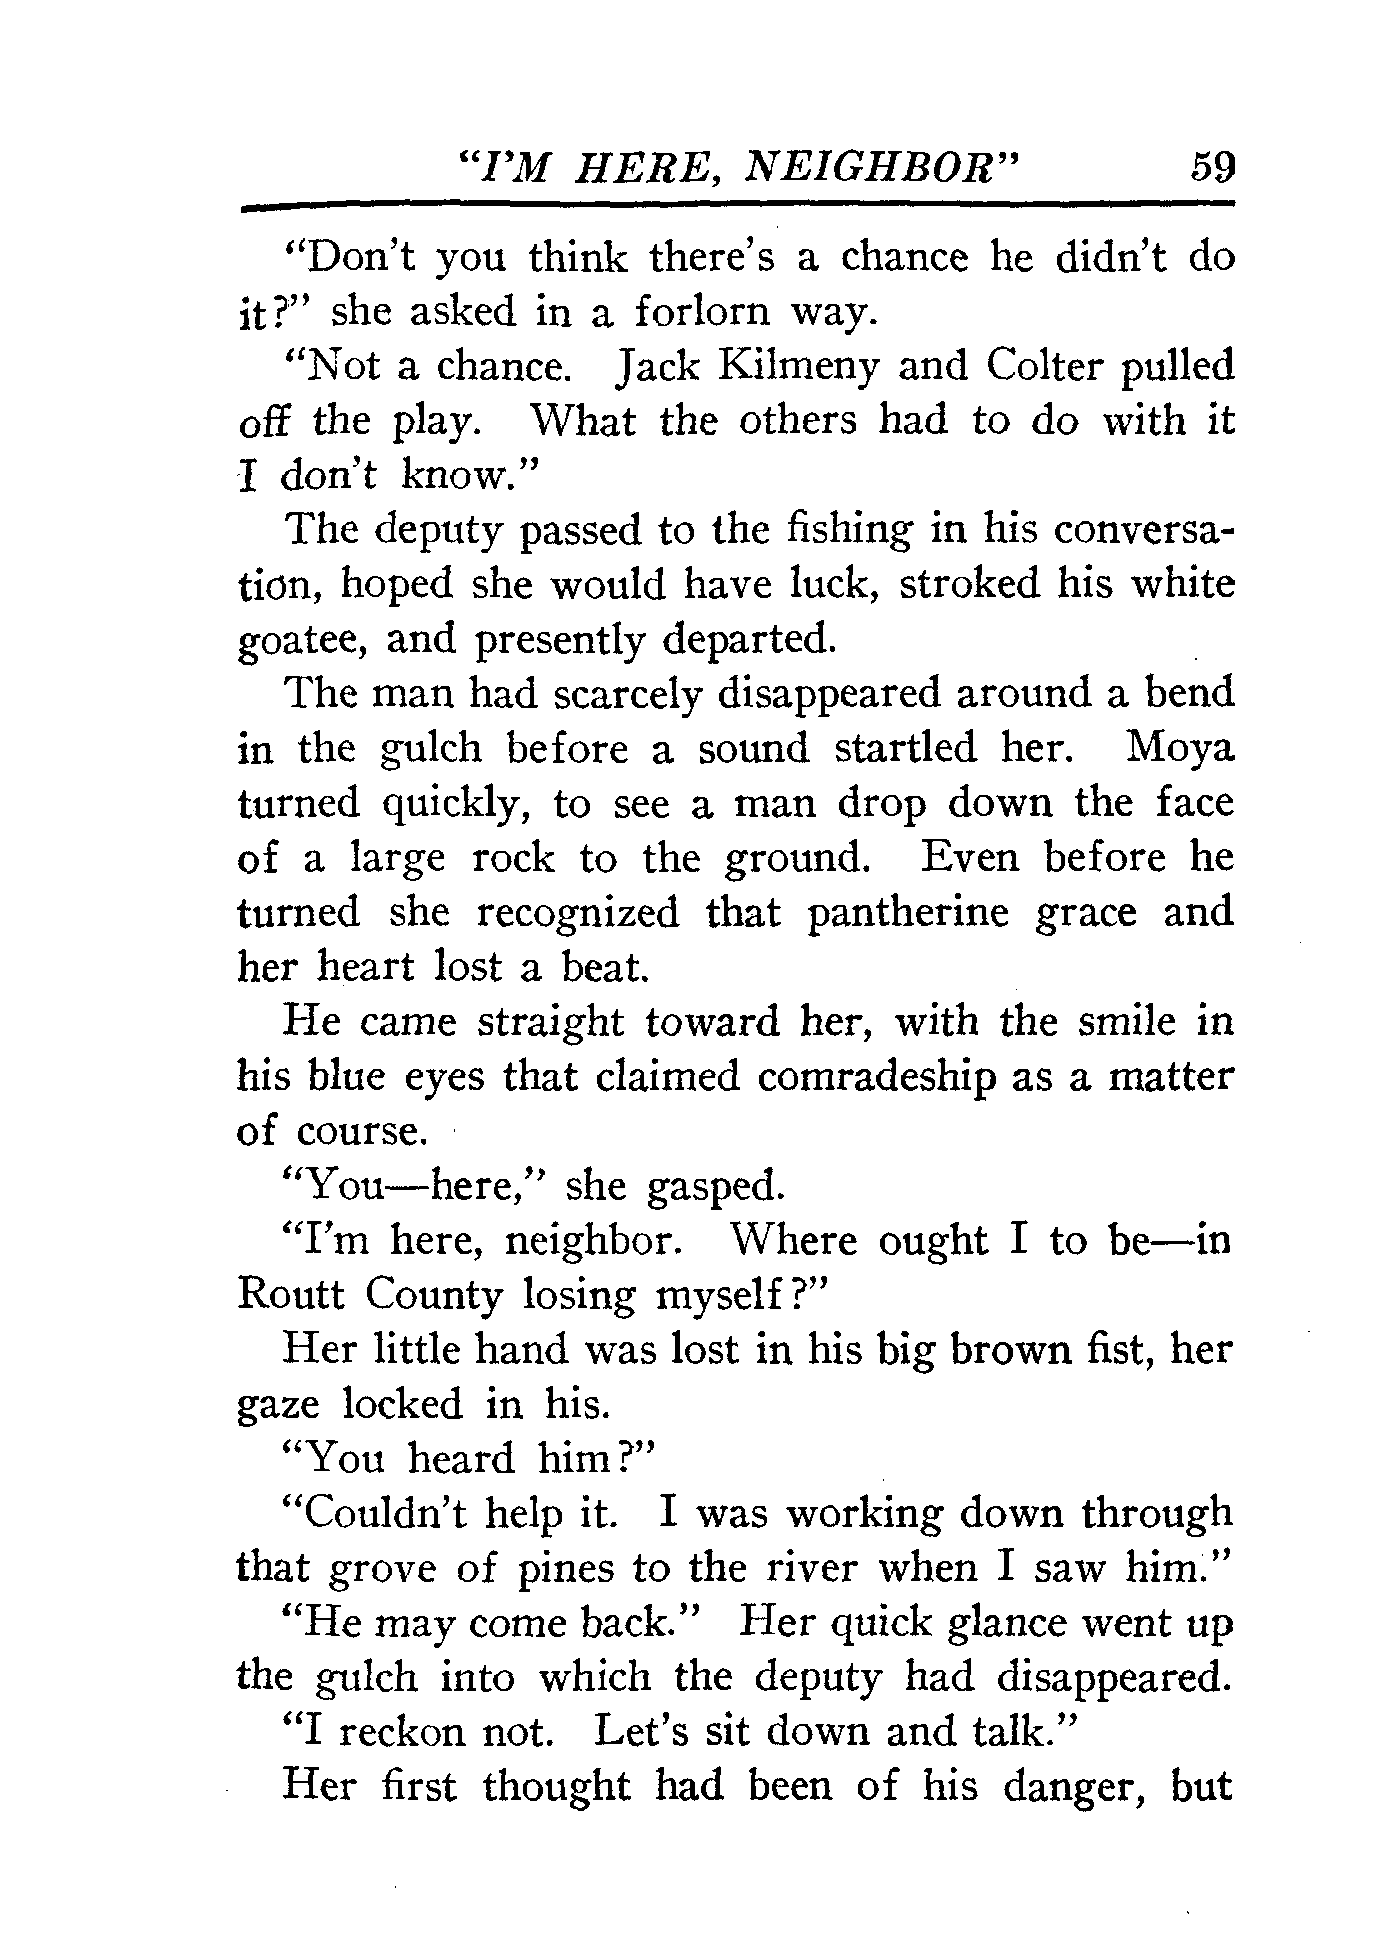 "I'M HERE, NEIGHBOR" 59
"Don't you think there's a chance he didn't do
it?" she asked in a forlorn way.
"Not a chance. Jack Kilmeny and Colter pulled
off the play. What the others had to do with it
I don't know."
The deputy passed to the fishing in his conversa-
tion, hoped she would have luck, stroked his white
goatee, and presently departed.
The man had scarcely disappeared around a bend
in the gulch before a sound startled her. Moya
turned quickly, to see a man drop down the face
of a large rock to the ground. Even before he
turned she recognized that pantherine grace and
her heart lost a beat.
He came straight toward her, with the smile in
his blue eyes that claimed comradeship as a matter
of course.
"You—here," she gasped.
"I'm here, neighbor. Where ought I to be—in
Routt County losing myself?"
Her little hand was lost in his big brown fist, her
gaze locked in his.
"You heard him?"
"Couldn't help it. I was working down through
that grove of pines to the river when I saw him."
"He may come back." Her quick glance went up
the gulch into which the deputy had disappeared.
"I reckon not. Let's sit down and talk."
Her first thought had been of his danger, but